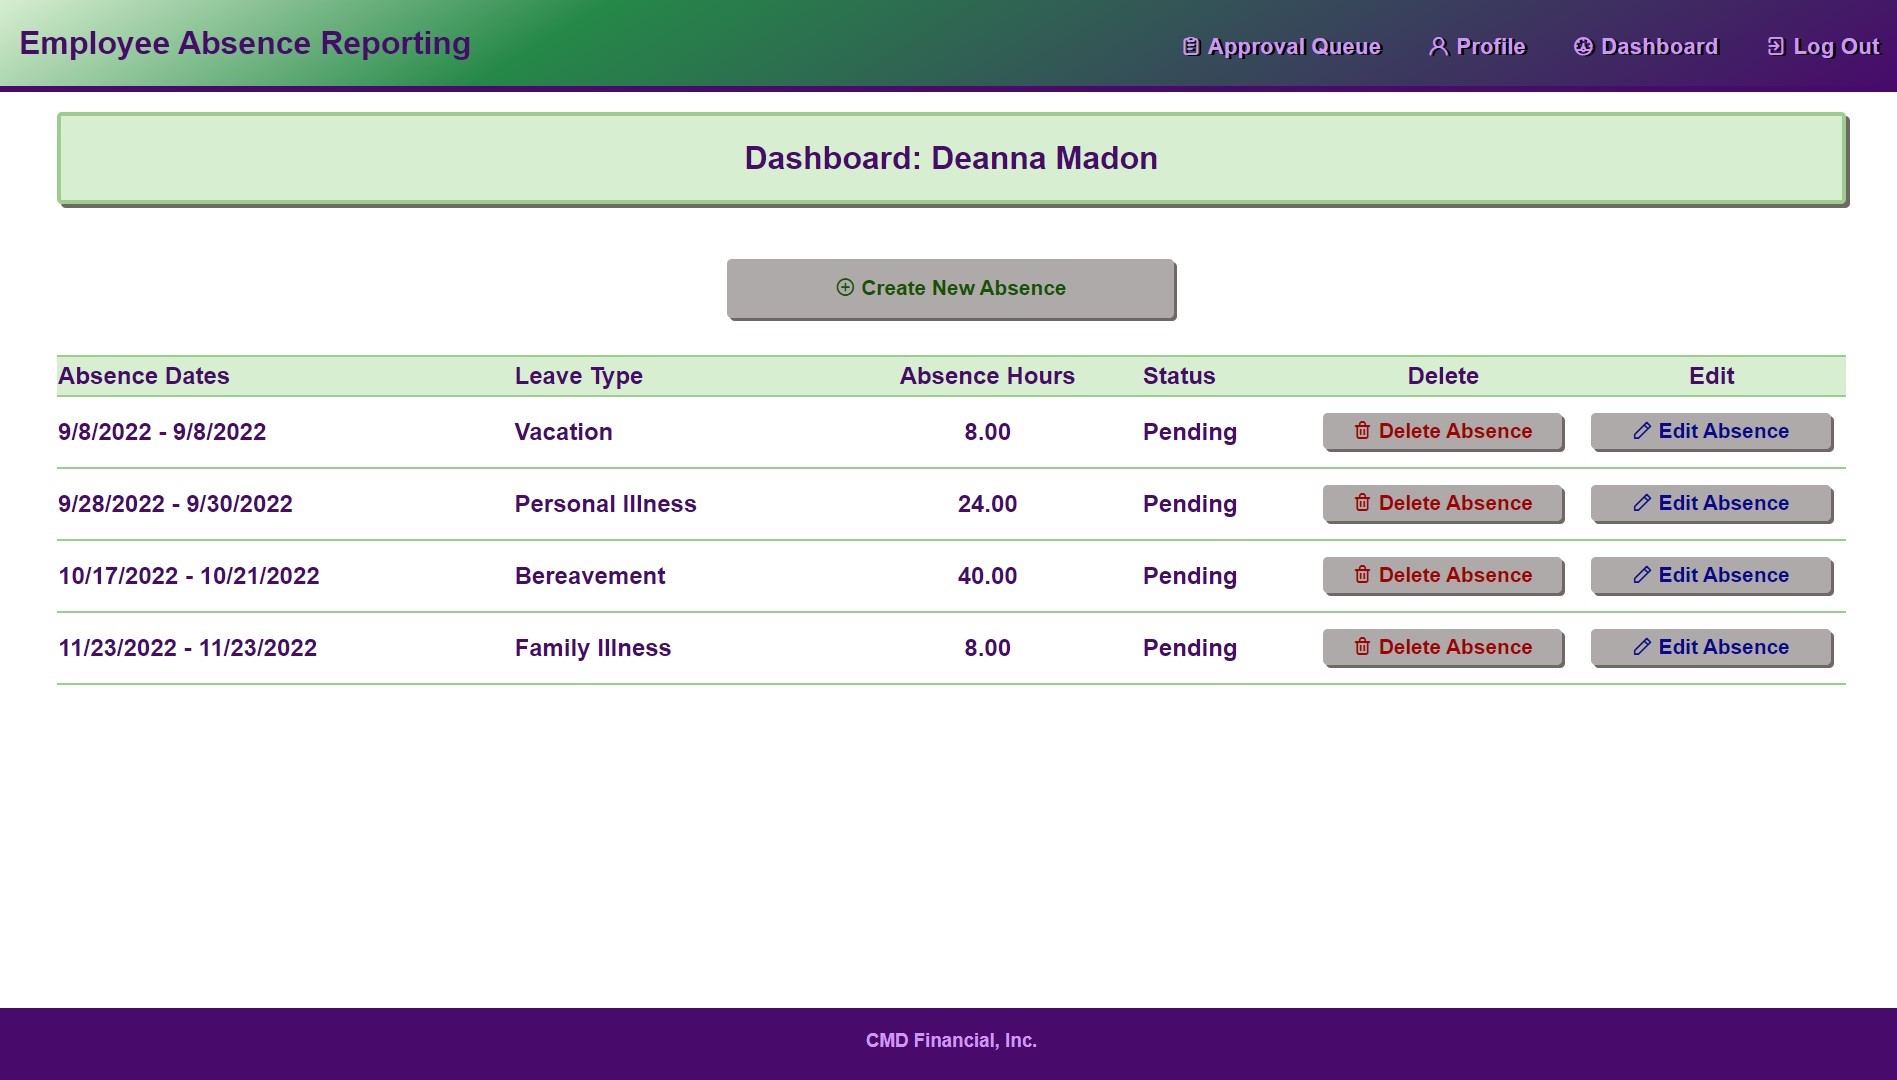 Employee Absence Reporting
Approval Queue Profile Dashboard Log Out
Dashboard: Deanna Madon
Create New Absence
Absence Dates Leave Type Absence Hours Status Delete Edit
9/8/2022 - 9/8/2022 Vacation 8.00 Pending Delete Absence Edit Absence
9/28/2022 - 9/30/2022 Personal Illness 24.00 Pending Delete Absence Edit Absence
10/17/2022 - 10/21/2022 Bereavement 40.00 Pending Delete Absence Edit Absence
11/23/2022 - 11/23/2022 Family Illness 8.00 Pending Delete Absence Edit Absence
CMD Financial, Inc.